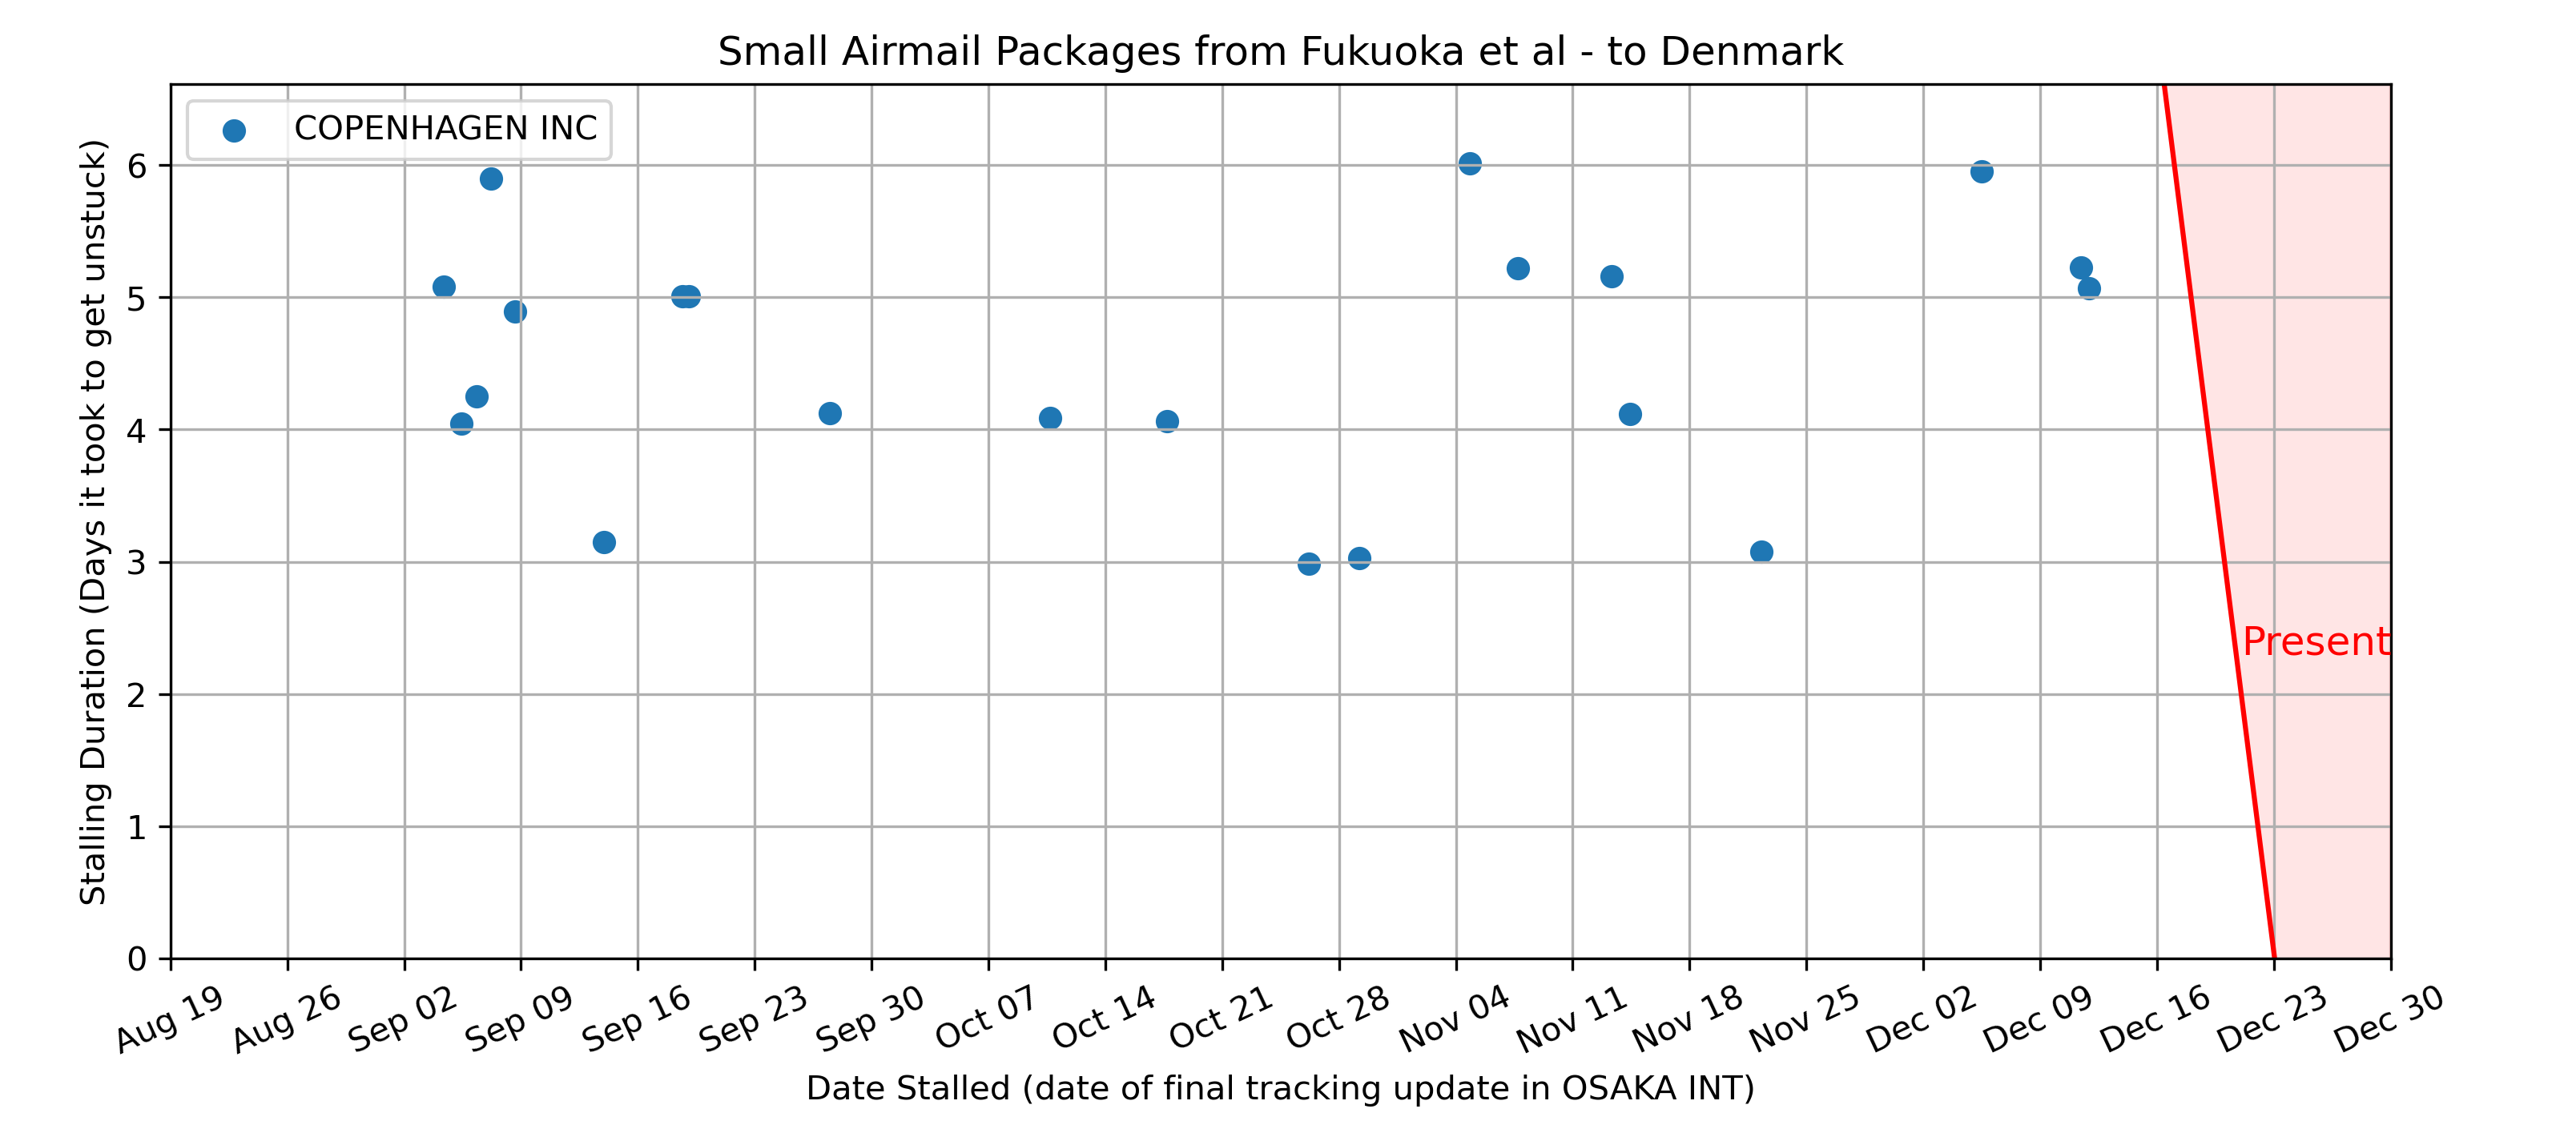 Small Airmail Packages from Fukuoka et al - to Denmark
COPENHAGEN INC
Stalling Duration (Days it took to get unstuck)
6
5
4
3
2
1
0
Present
Aug 19
Aug 26
Sep 02
Sep 09
Sep 16
Sep 23
Sep 30
Oct 07
Oct 14
Oct 21
Oct 28
Nov 04
Nov 11
Nov 18
Nov 25
Dec 02
Dec 09
Dec 16
Dec 23
Dec 30
Date Stalled (date of final tracking update in OSAKA INT)